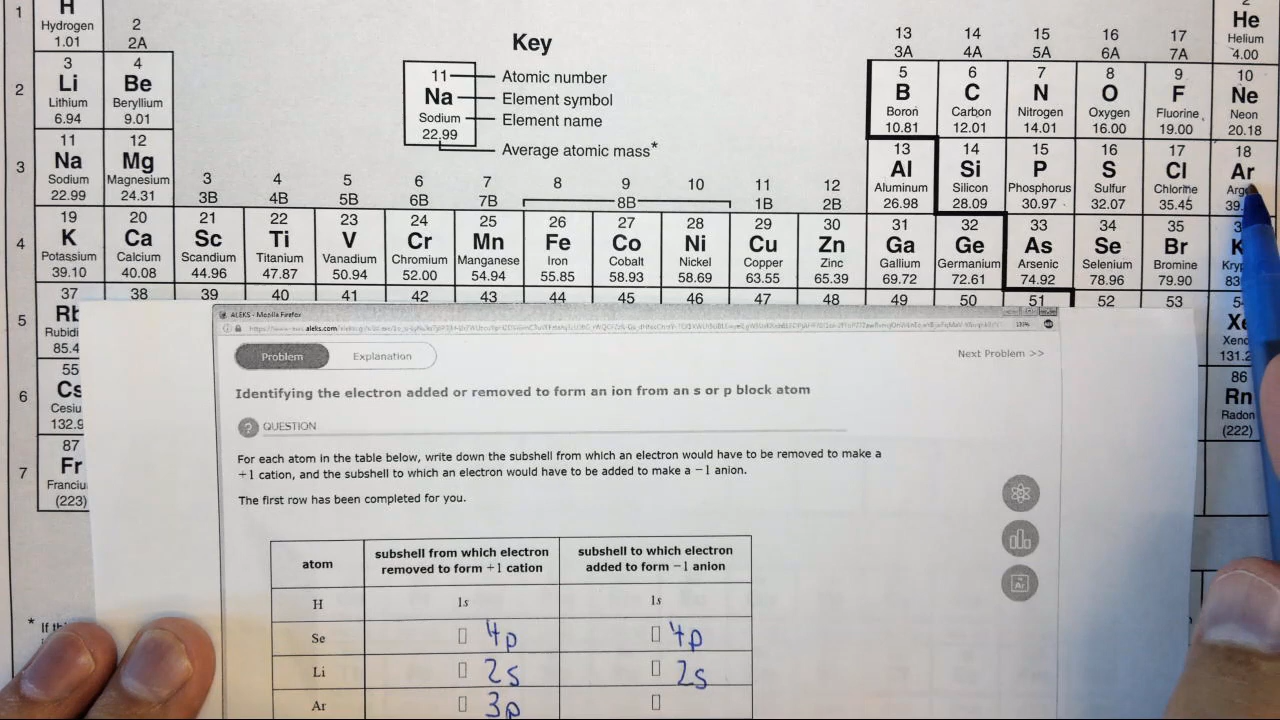 1 H Hydrogen 1.01
2 He Helium 4.00
2 2A
Key
13 3A 14 4A 15 5A 16 6A 17 7A
11 Atomic number
Na Element symbol
Sodium Element name
22.99 Average atomic mass*
2
3 Li Lithium 6.94
4 Be Beryllium 9.01
5 B Boron 10.81
6 C Carbon 12.01
7 N Nitrogen 14.01
8 O Oxygen 16.00
9 F Fluorine 19.00
10 Ne Neon 20.18
3
11 Na Sodium 22.99
12 Mg Magnesium 24.31
3 3B 4 4B 5 5B 6 6B 7 7B 8 9 10 8B 11 1B 12 2B
13 Al Aluminum 26.98
14 Si Silicon 28.09
15 P Phosphorus 30.97
16 S Sulfur 32.07
17 Cl Chlorine 35.45
18 Ar
4
19 K Potassium 39.10
20 Ca Calcium 40.08
21 Sc Scandium 44.96
22 Ti Titanium 47.87
23 V Vanadium 50.94
24 Cr Chromium 52.00
25 Mn Manganese 54.94
26 Fe Iron 55.85
27 Co Cobalt 58.93
28 Ni Nickel 58.69
29 Cu Copper 63.55
30 Zn Zinc 65.39
31 Ga Gallium 69.72
32 Ge Germanium 72.61
33 As Arsenic 74.92
34 Se Selenium 78.96
35 Br Bromine 79.90
5
37 38 39 40 41 42 43 44 45 46 47 48 49 50 51 52 53
6
55 Cs
86 Rn Radon (222)
7
87 Fr (223)
ALEKS - Mozilla Firefox
Problem Explanation Next Problem >>
Identifying the electron added or removed to form an ion from an s or p block atom
? QUESTION
For each atom in the table below, write down the subshell from which an electron would have to be removed to make a
+1 cation, and the subshell to which an electron would have to be added to make a −1 anion.
The first row has been completed for you.
atom
subshell from which electron
removed to form +1 cation
subshell to which electron
added to form −1 anion
H 1s 1s
Se 4p 4p
Li 2s 2s
Ar 3p
Ar
* If